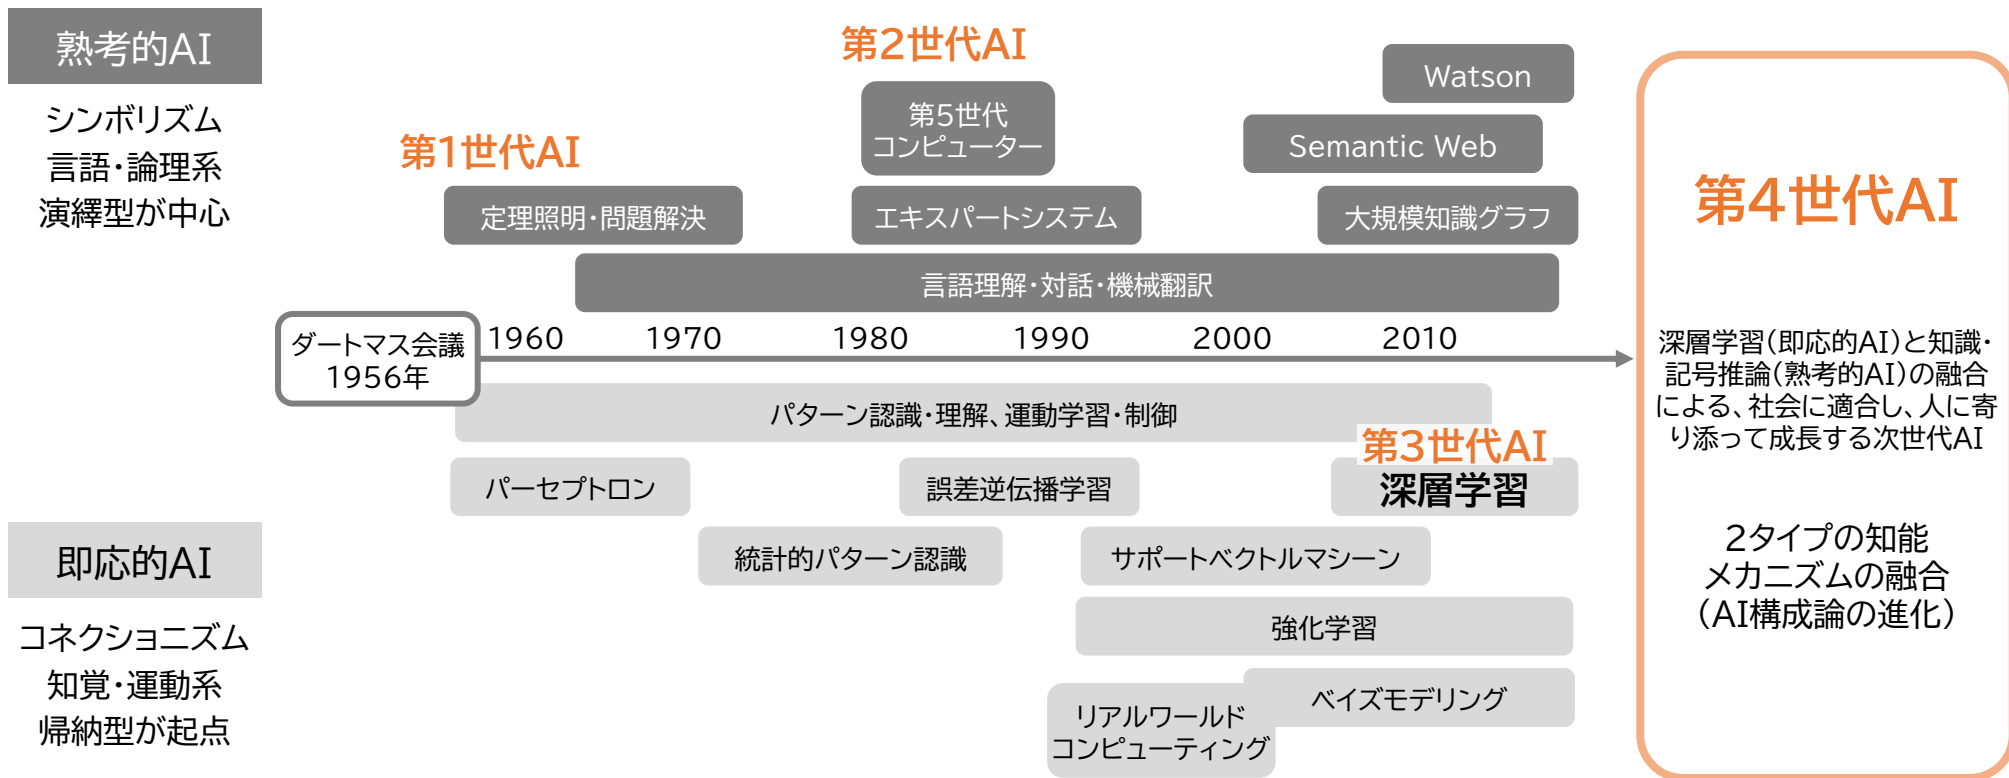 熟考的AI
シンボリズム
言語・論理系
演繹型が中心
第1世代AI
第2世代AI
第5世代
コンピューター
Watson
Semantic Web
定理照明・問題解決
エキスパートシステム
大規模知識グラフ
言語理解・対話・機械翻訳
ダートマス会議
1956年
1960
1970
1980
1990
2000
2010
パターン認識・理解、運動学習・制御
第3世代AI
パーセプトロン
誤差逆伝播学習
深層学習
統計的パターン認識
サポートベクトルマシーン
強化学習
ベイズモデリング
リアルワールド
コンピューティング
即応的AI
コネクショニズム
知覚・運動系
帰納型が起点
第4世代AI
深層学習(即応的AI)と知識・
記号推論(熟考的AI)の融合
による、社会に適合し、人に寄
り添って成長する次世代AI
2タイプの知能
メカニズムの融合
(AI構成論の進化)